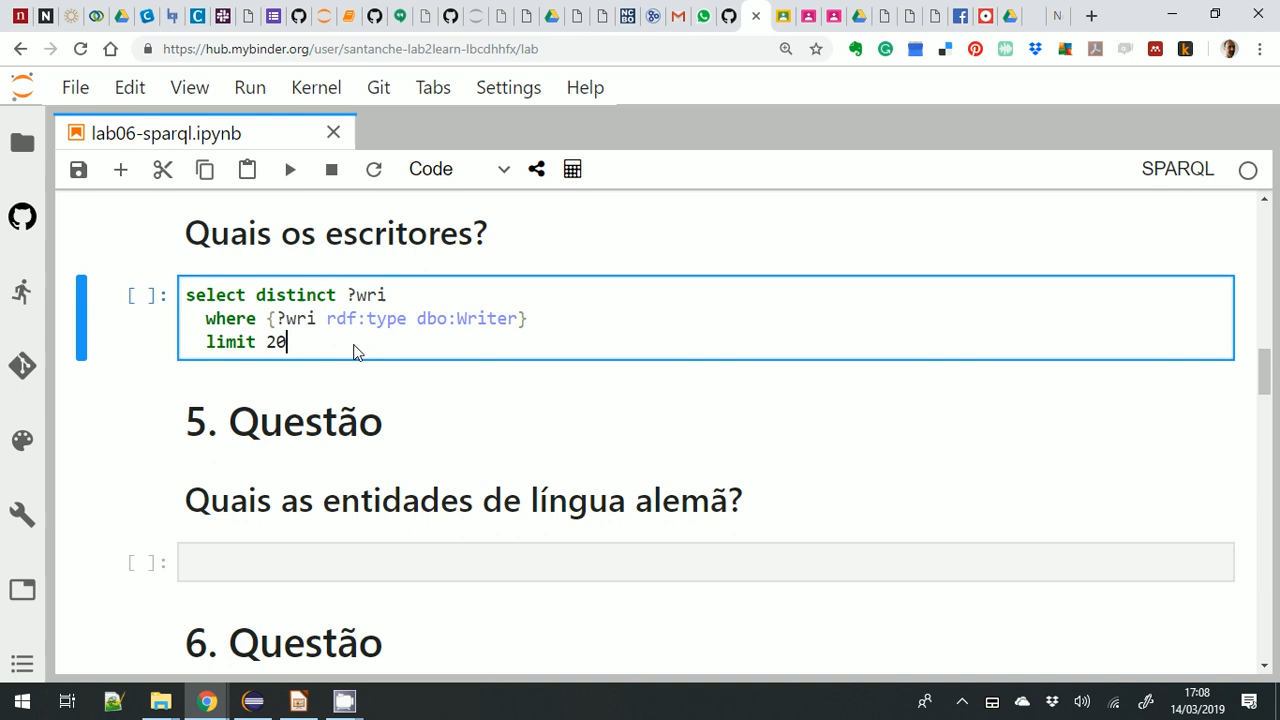 https://hub.mybinder.org/user/santanche-lab2learn-lbcdhhfx/lab
File Edit View Run Kernel Git Tabs Settings Help
lab06-sparql.ipynb
Code SPARQL
Quais os escritores?
[ ]: select distinct ?wri
where {?wri rdf:type dbo:Writer}
limit 20
5. Questão
Quais as entidades de língua alemã?
[ ]:
6. Questão
17:08
14/03/2019